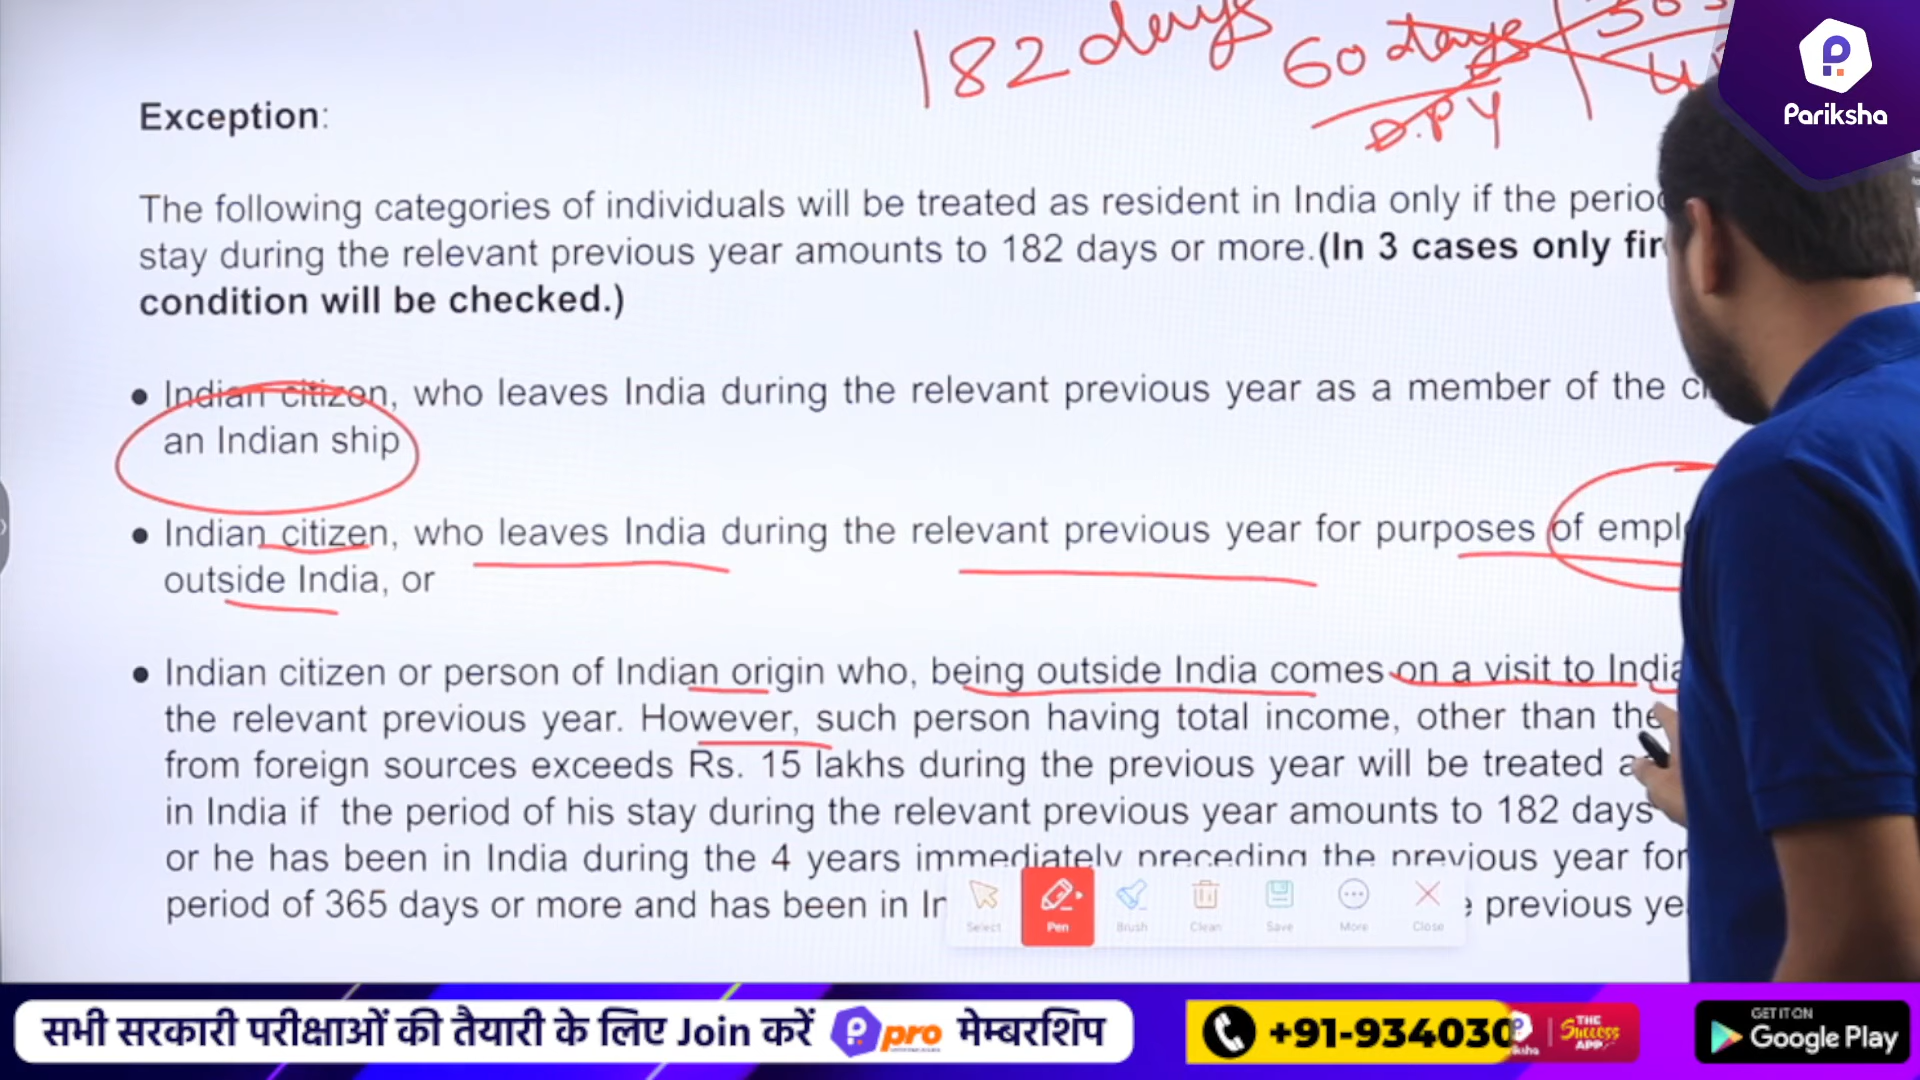 182 days 60 days
D.P.Y
Pariksha
Exception:
The following categories of individuals will be treated as resident in India only if the
stay during the relevant previous year amounts to 182 days or more.(In 3 cases only
condition will be checked.)
● Indian citizen, who leaves India during the relevant previous year as a member of the
an Indian ship
● Indian citizen, who leaves India during the relevant previous year for purposes of
outside India, or
● Indian citizen or person of Indian origin who, being outside India comes on a visit to India
the relevant previous year. However, such person having total income, other than the
from foreign sources exceeds Rs. 15 lakhs during the previous year will be treated
in India if the period of his stay during the relevant previous year amounts to 182 days
or he has been in India during the 4 years immediately preceding the previous year for
period of 365 days or more and has been in previous
Select Pen Brush Clean Save More Close
सभी सरकारी परीक्षाओं की तैयारी के लिए Join करें pro मेम्बरशिप
+91-934030
THE
Success
APP
GET IT ON
Google Play